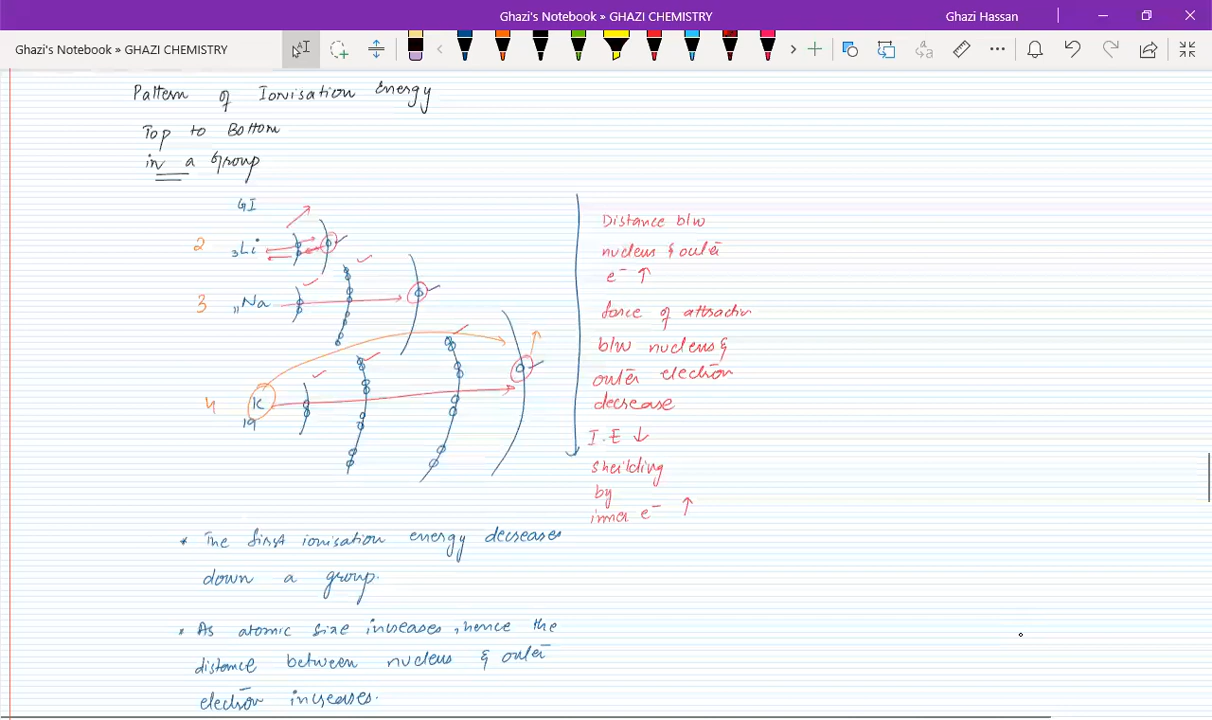 Ghazi's Notebook » GHAZI CHEMISTRY
Ghazi Hassan
Ghazi's Notebook » GHAZI CHEMISTRY
Pattern of Ionisation Energy
Top to Bottom
in a Group
GI
2 3Li
3 11Na
4 K
19
Distance b/w
nucleus & outer
e⁻ ↑
force of attraction
b/w nucleus &
outer electron
decrease
I.E ↓
sheilding
by
inner e⁻ ↑
* The first ionisation energy decreases
down a group.
* As atomic size increases, hence the
distance between nucleus & outer
electron increases.